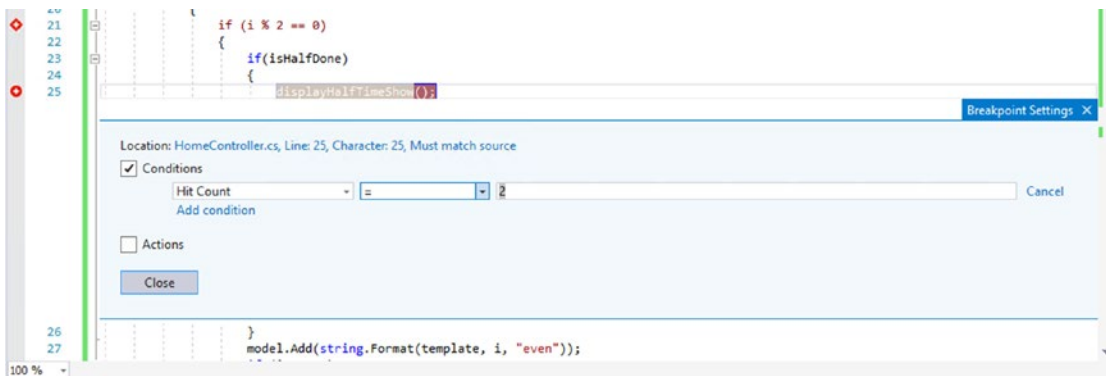 20 {
21 if (i % 2 == 0)
22 {
23 if(isHalfDone)
24 {
25 displayHalfTimeShow();
Breakpoint Settings
Location: HomeController.cs, Line: 25, Character: 25, Must match source
Conditions
Hit Count = 2 Cancel
Add condition
Actions
Close
26 }
27 model.Add(string.Format(template, i, "even"));
100 %